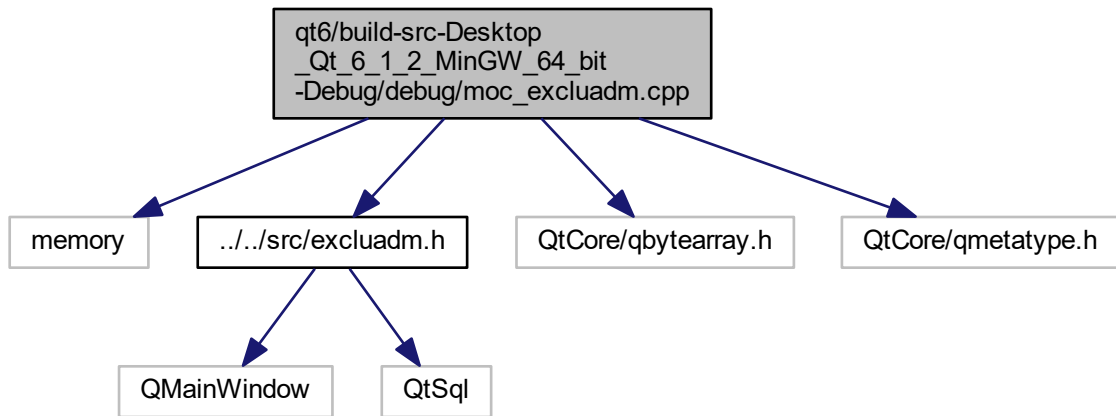 qt6/build-src-Desktop
_Qt_6_1_2_MinGW_64_bit
-Debug/debug/moc_excluadm.cpp
memory
../../src/excluadm.h
QtCore/qbytearray.h
QtCore/qmetatype.h
QMainWindow
QtSql